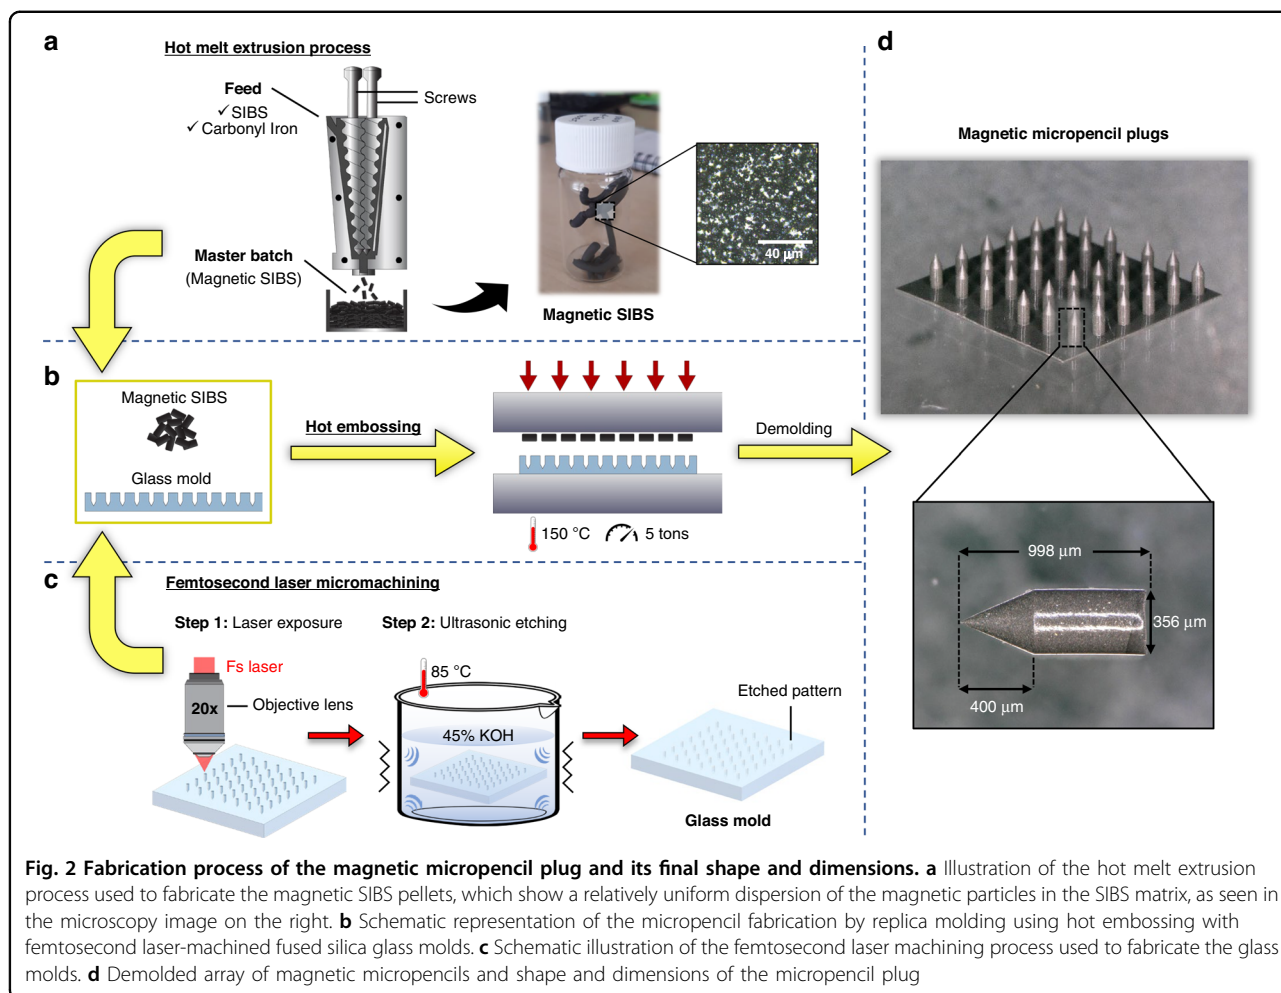 a
Hot melt extrusion process
Feed
✓ SIBS
✓ Carbonyl Iron
Screws
Master batch
(Magnetic SIBS)
40 μm
Magnetic SIBS
b
Magnetic SIBS
Glass mold
Hot embossing
150 °C
5 tons
Demolding
c
Femtosecond laser micromachining
Step 1: Laser exposure
Step 2: Ultrasonic etching
Fs laser
20x
Objective lens
85 °C
45% KOH
Etched pattern
Glass mold
d
Magnetic micropencil plugs
998 μm
356 μm
400 μm
Fig. 2 Fabrication process of the magnetic micropencil plug and its final shape and dimensions. a Illustration of the hot melt extrusion
process used to fabricate the magnetic SIBS pellets, which show a relatively uniform dispersion of the magnetic particles in the SIBS matrix, as seen in
the microscopy image on the right. b Schematic representation of the micropencil fabrication by replica molding using hot embossing with
femtosecond laser-machined fused silica glass molds. c Schematic illustration of the femtosecond laser machining process used to fabricate the glass
molds. d Demolded array of magnetic micropencils and shape and dimensions of the micropencil plug